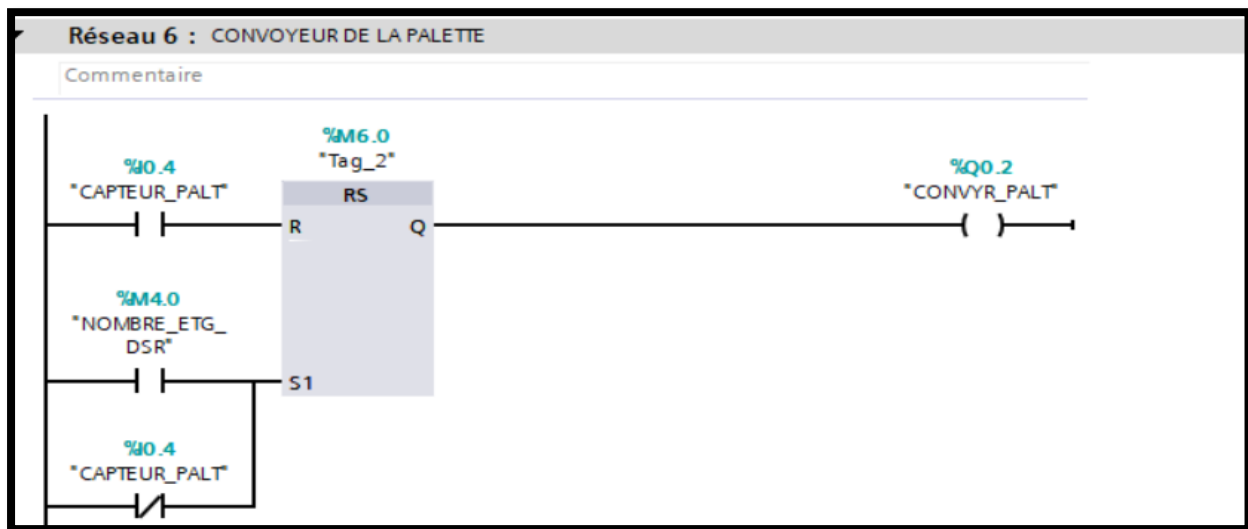 Réseau 6 : CONVOYEUR DE LA PALETTE
Commentaire
%M6.0
"Tag_2"
%I0.4
"CAPTEUR_PALT"
RS
%Q0.2
"CONVYR_PALT"
R
Q
%M4.0
"NOMBRE_ETG_
DSR"
S1
%I0.4
"CAPTEUR_PALT"